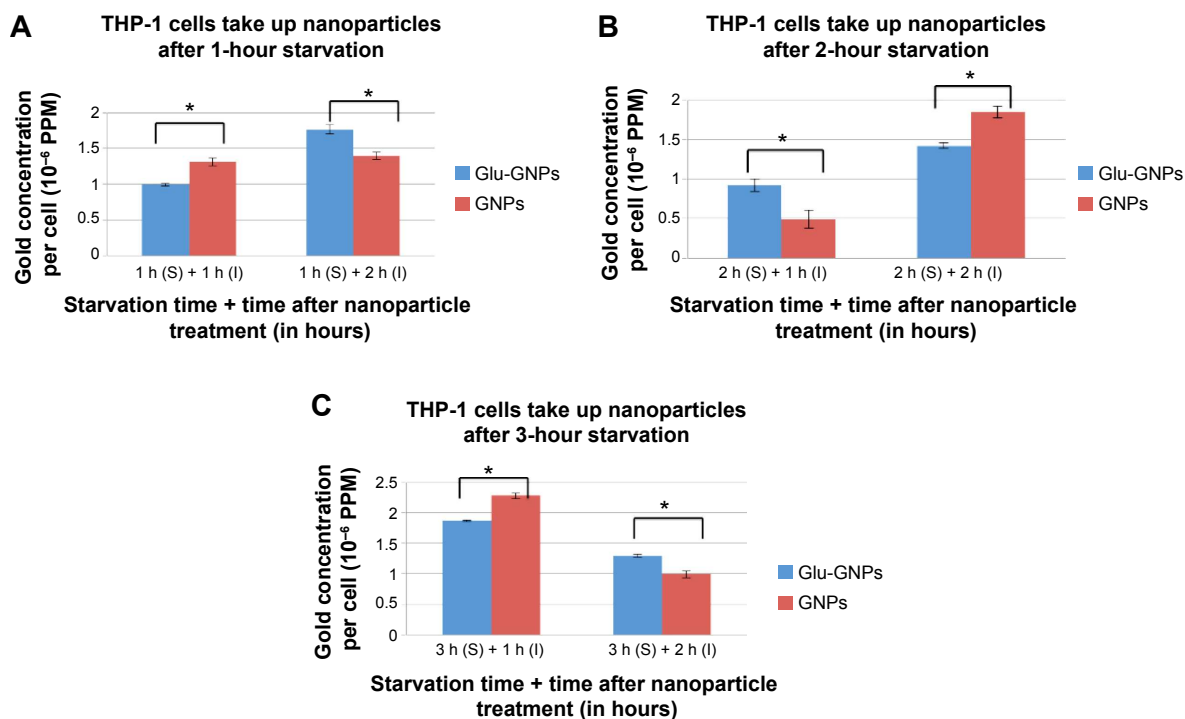 A
THP-1 cells take up nanoparticles
after 1-hour starvation
Gold concentration
per cell (10⁻⁶ PPM)
2
1.5
1
0.5
0
*
*
1 h (S) + 1 h (I)
1 h (S) + 2 h (I)
Glu-GNPs
GNPs
Starvation time + time after nanoparticle
treatment (in hours)
B
THP-1 cells take up nanoparticles
after 2-hour starvation
Gold concentration
per cell (10⁻⁶ PPM)
2
1.5
1
0.5
0
*
*
2 h (S) + 1 h (I)
2 h (S) + 2 h (I)
Glu-GNPs
GNPs
Starvation time + time after nanoparticle
treatment (in hours)
C
THP-1 cells take up nanoparticles
after 3-hour starvation
Gold concentration
per cell (10⁻⁶ PPM)
2.5
2
1.5
1
0.5
0
*
*
3 h (S) + 1 h (I)
3 h (S) + 2 h (I)
Glu-GNPs
GNPs
Starvation time + time after nanoparticle
treatment (in hours)